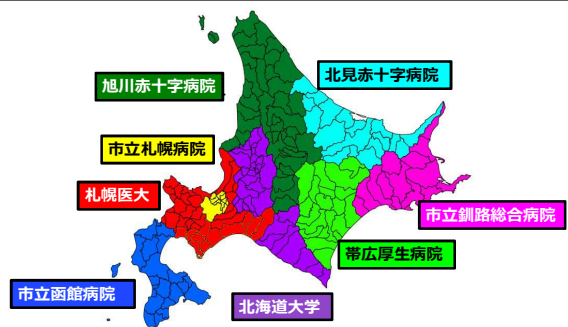 北見赤十字病院
旭川赤十字病院
市立札幌病院
札幌医大
市立釧路総合病院
帯広厚生病院
市立函館病院
北海道大学